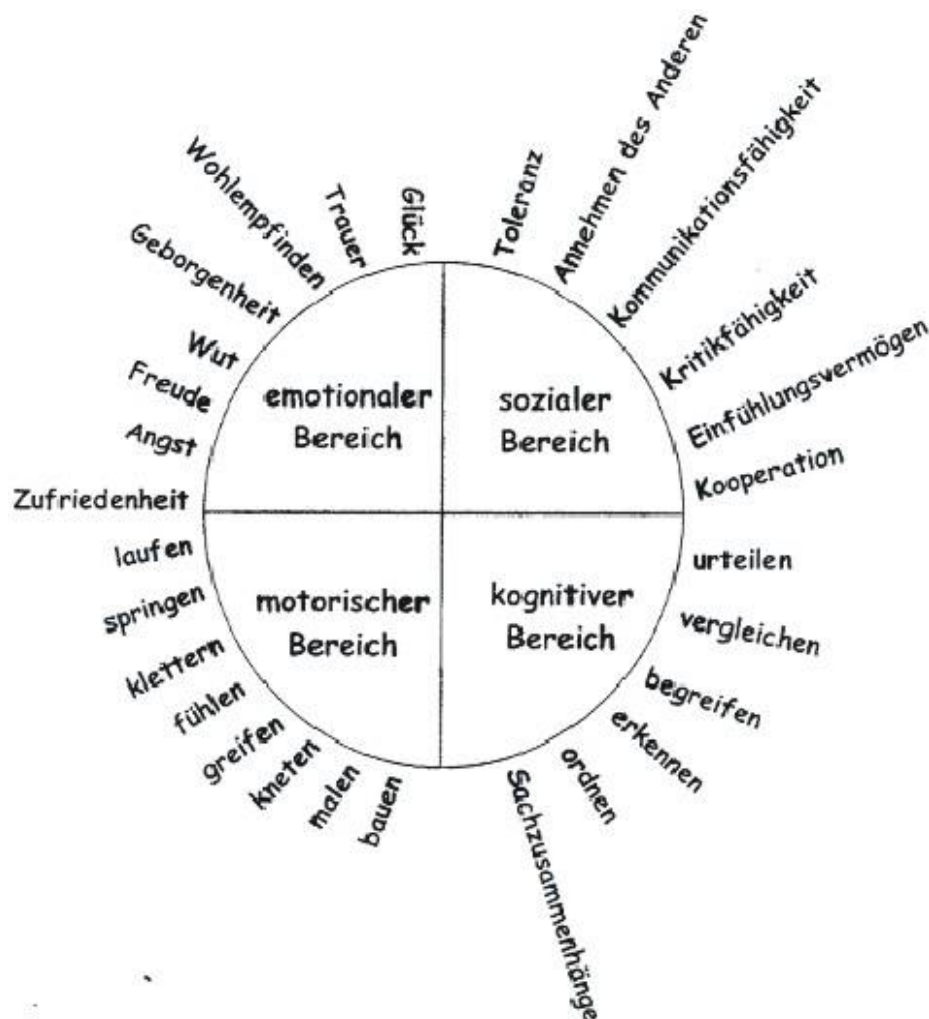 Wohlempfinden
Trauer
Glück
Geborgenheit
Wut
Freude
Angst
Zufriedenheit
emotionaler
Bereich
Toleranz
Annehmen des Anderen
Kommunikationsfähigkeit
Kritikfähigkeit
Einfühlungsvermögen
Kooperation
sozialer
Bereich
laufen
springen
klettern
fühlen
greifen
kneten
malen
bauen
motorischer
Bereich
urteilen
vergleichen
begreifen
erkennen
ordnen
Sachzusammenhänge
kognitiver
Bereich